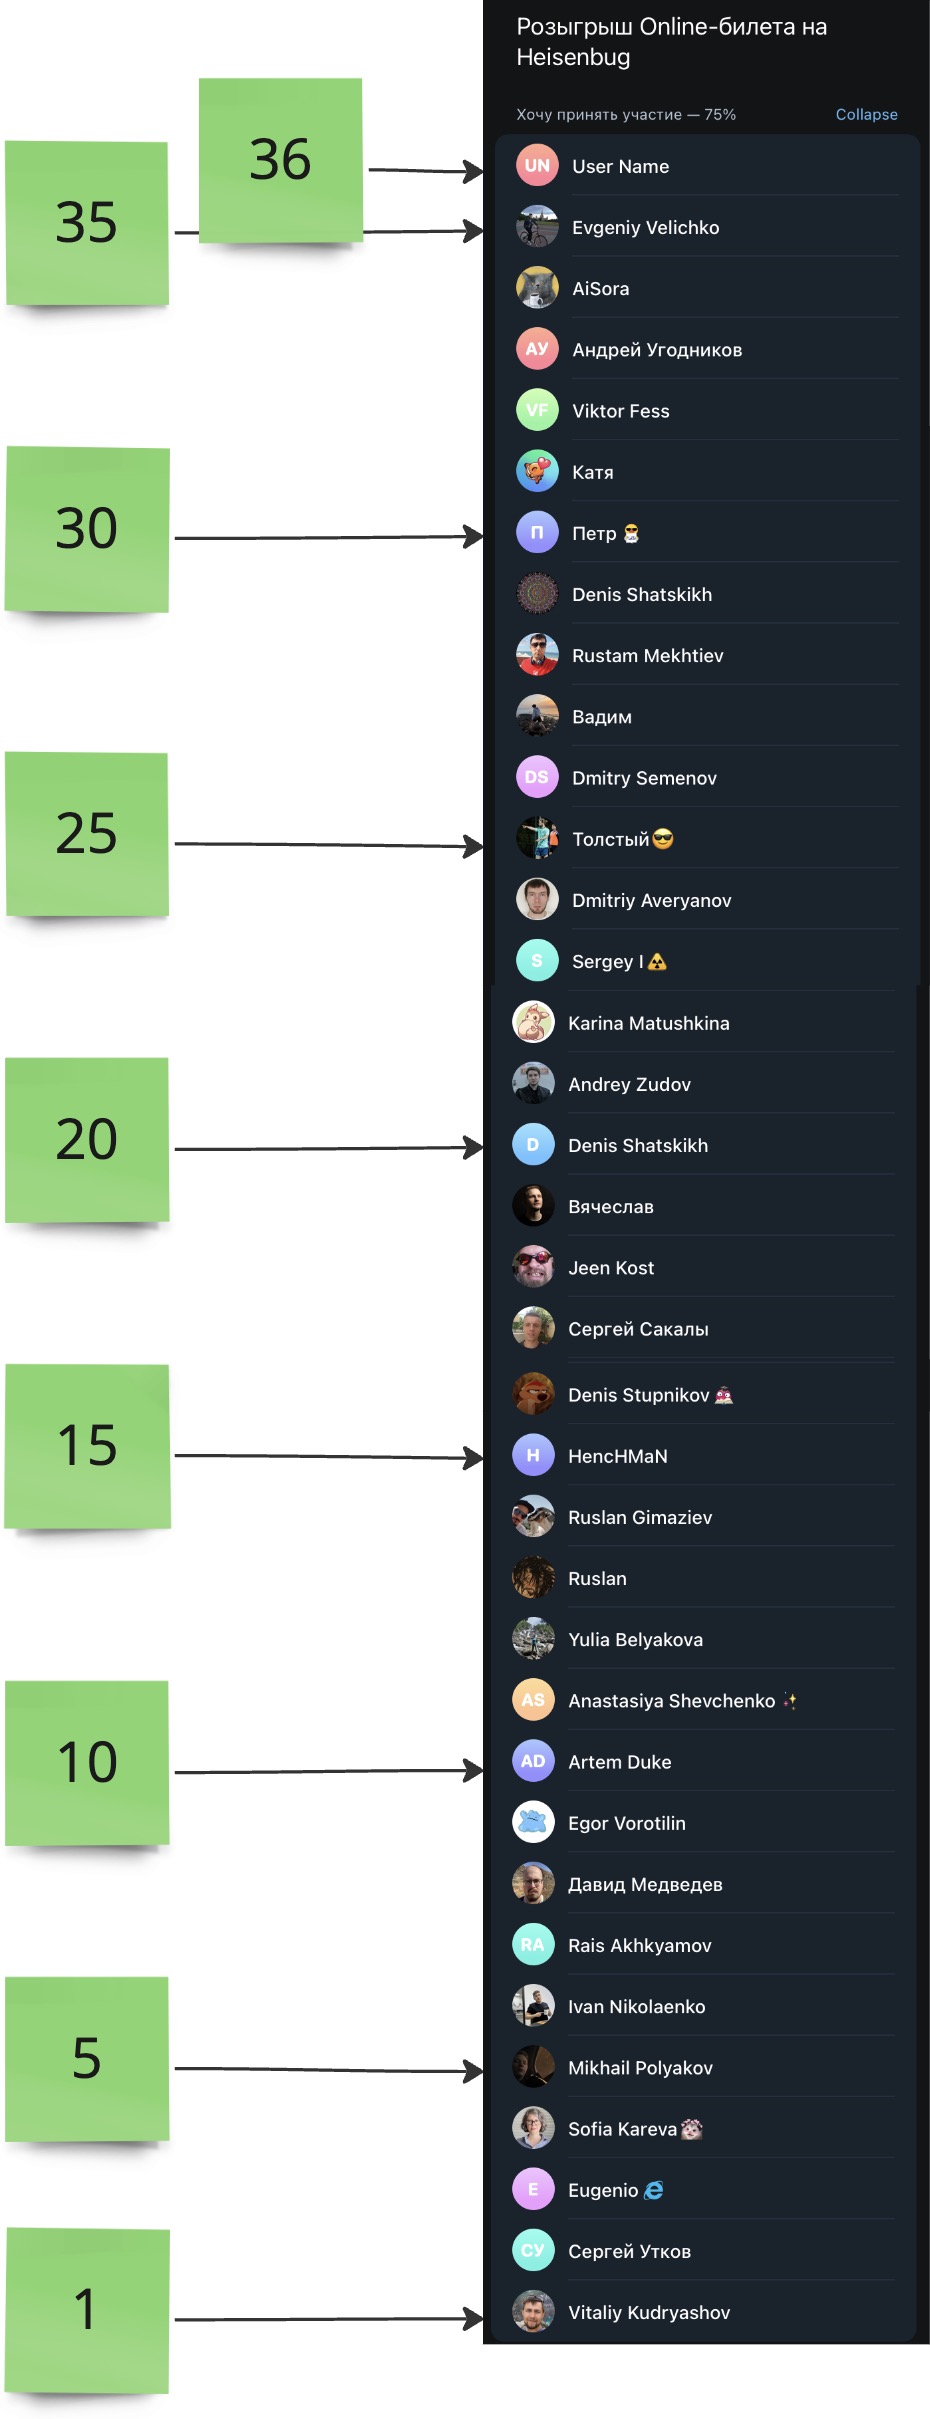 Розыгрыш Online-билета на
Heisenbug
Хочу принять участие — 75% Collapse
36
UN User Name
35
Evgeniy Velichko
AiSora
АУ Андрей Угодников
VF Viktor Fess
Катя
30
П Петр
Denis Shatskikh
Rustam Mekhtiev
Вадим
DS Dmitry Semenov
25
Толстый😎
Dmitriy Averyanov
S Sergey I
Karina Matushkina
Andrey Zudov
20
D Denis Shatskikh
Вячеслав
Jeen Kost
Сергей Сакалы
Denis Stupnikov
15
H HencHMaN
Ruslan Gimaziev
Ruslan
Yulia Belyakova
AS Anastasiya Shevchenko ✨
10
AD Artem Duke
Egor Vorotilin
Давид Медведев
RA Rais Akhkyamov
Ivan Nikolaenko
5
Mikhail Polyakov
Sofia Kareva
E Eugenio
СУ Сергей Утков
1
Vitaliy Kudryashov